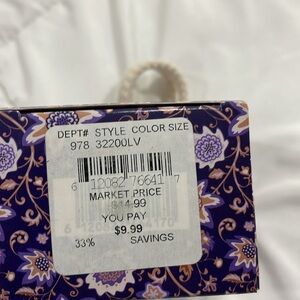 DEPT# STYLE COLOR SIZE
978 32200LV
6 12082 76641 7
MARKET PRICE
$14.99
YOU PAY
$9.99
33% SAVINGS